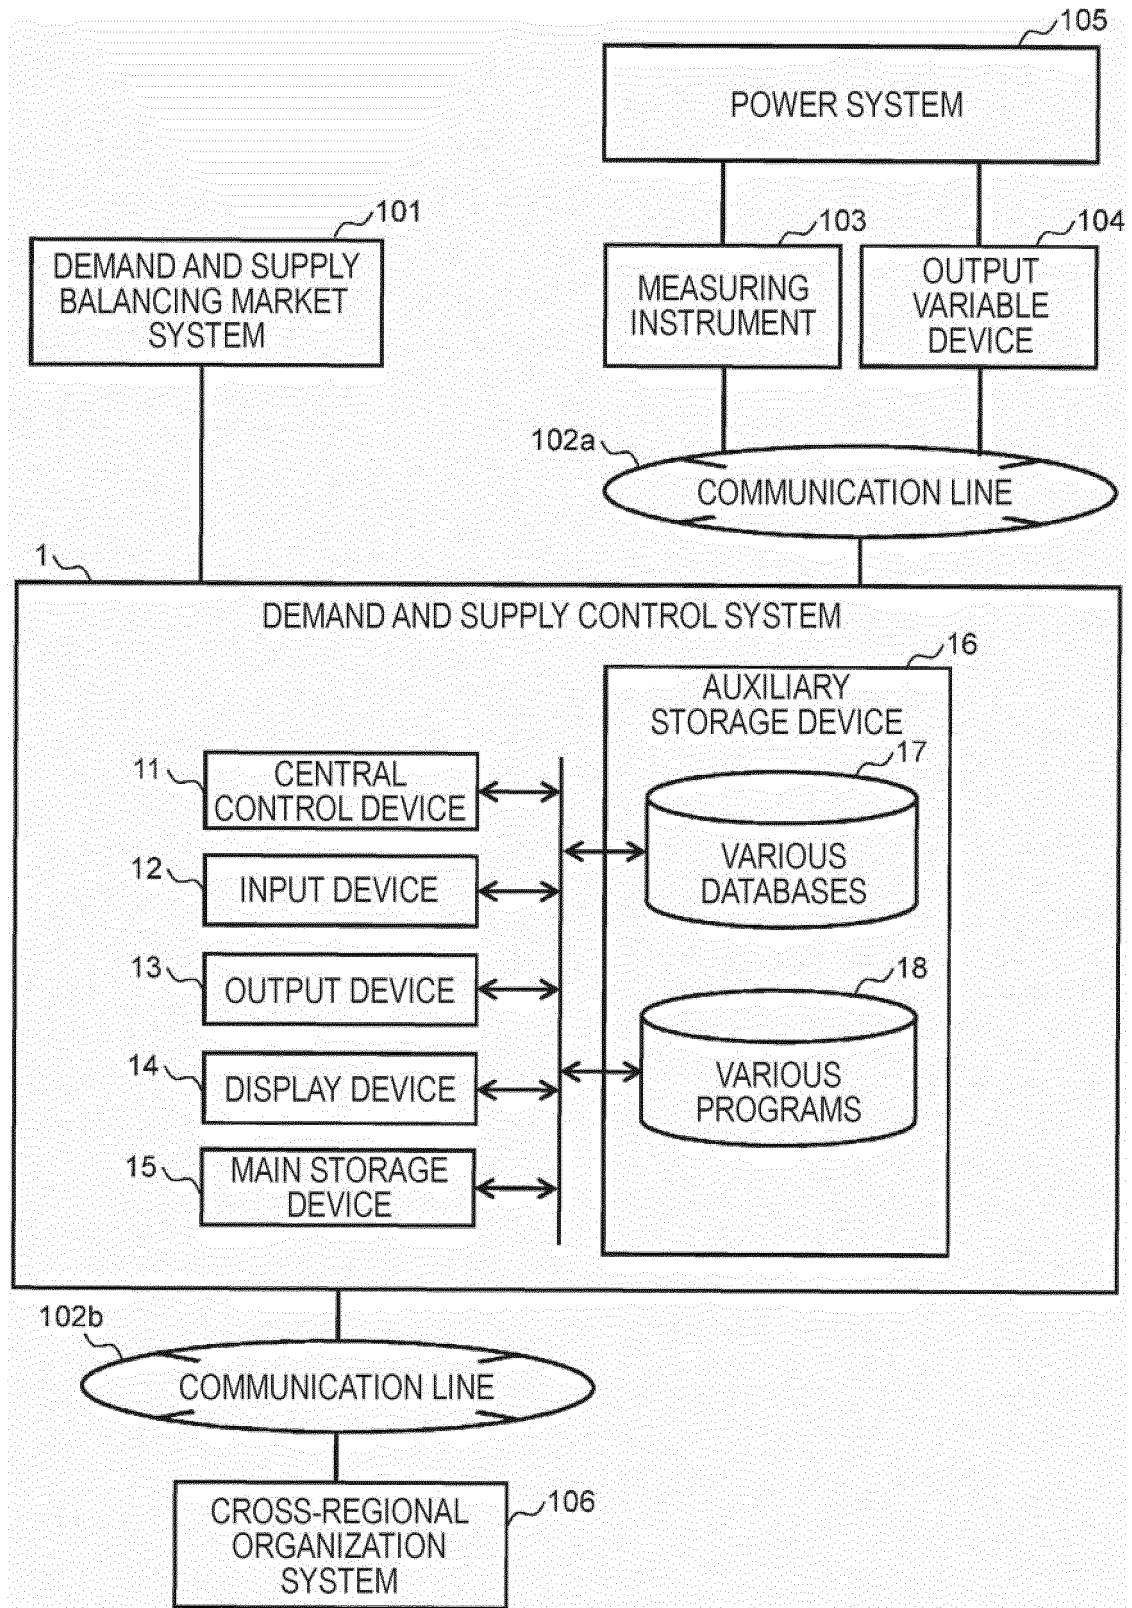 105
POWER SYSTEM
101
DEMAND AND SUPPLY
BALANCING MARKET
SYSTEM
103
MEASURING
INSTRUMENT
104
OUTPUT
VARIABLE
DEVICE
102a
COMMUNICATION LINE
1
DEMAND AND SUPPLY CONTROL SYSTEM
16
AUXILIARY
STORAGE DEVICE
11
CENTRAL
CONTROL DEVICE
17
VARIOUS
DATABASES
12
INPUT DEVICE
13
OUTPUT DEVICE
18
VARIOUS
PROGRAMS
14
DISPLAY DEVICE
15
MAIN STORAGE
DEVICE
102b
COMMUNICATION LINE
106
CROSS-REGIONAL
ORGANIZATION
SYSTEM